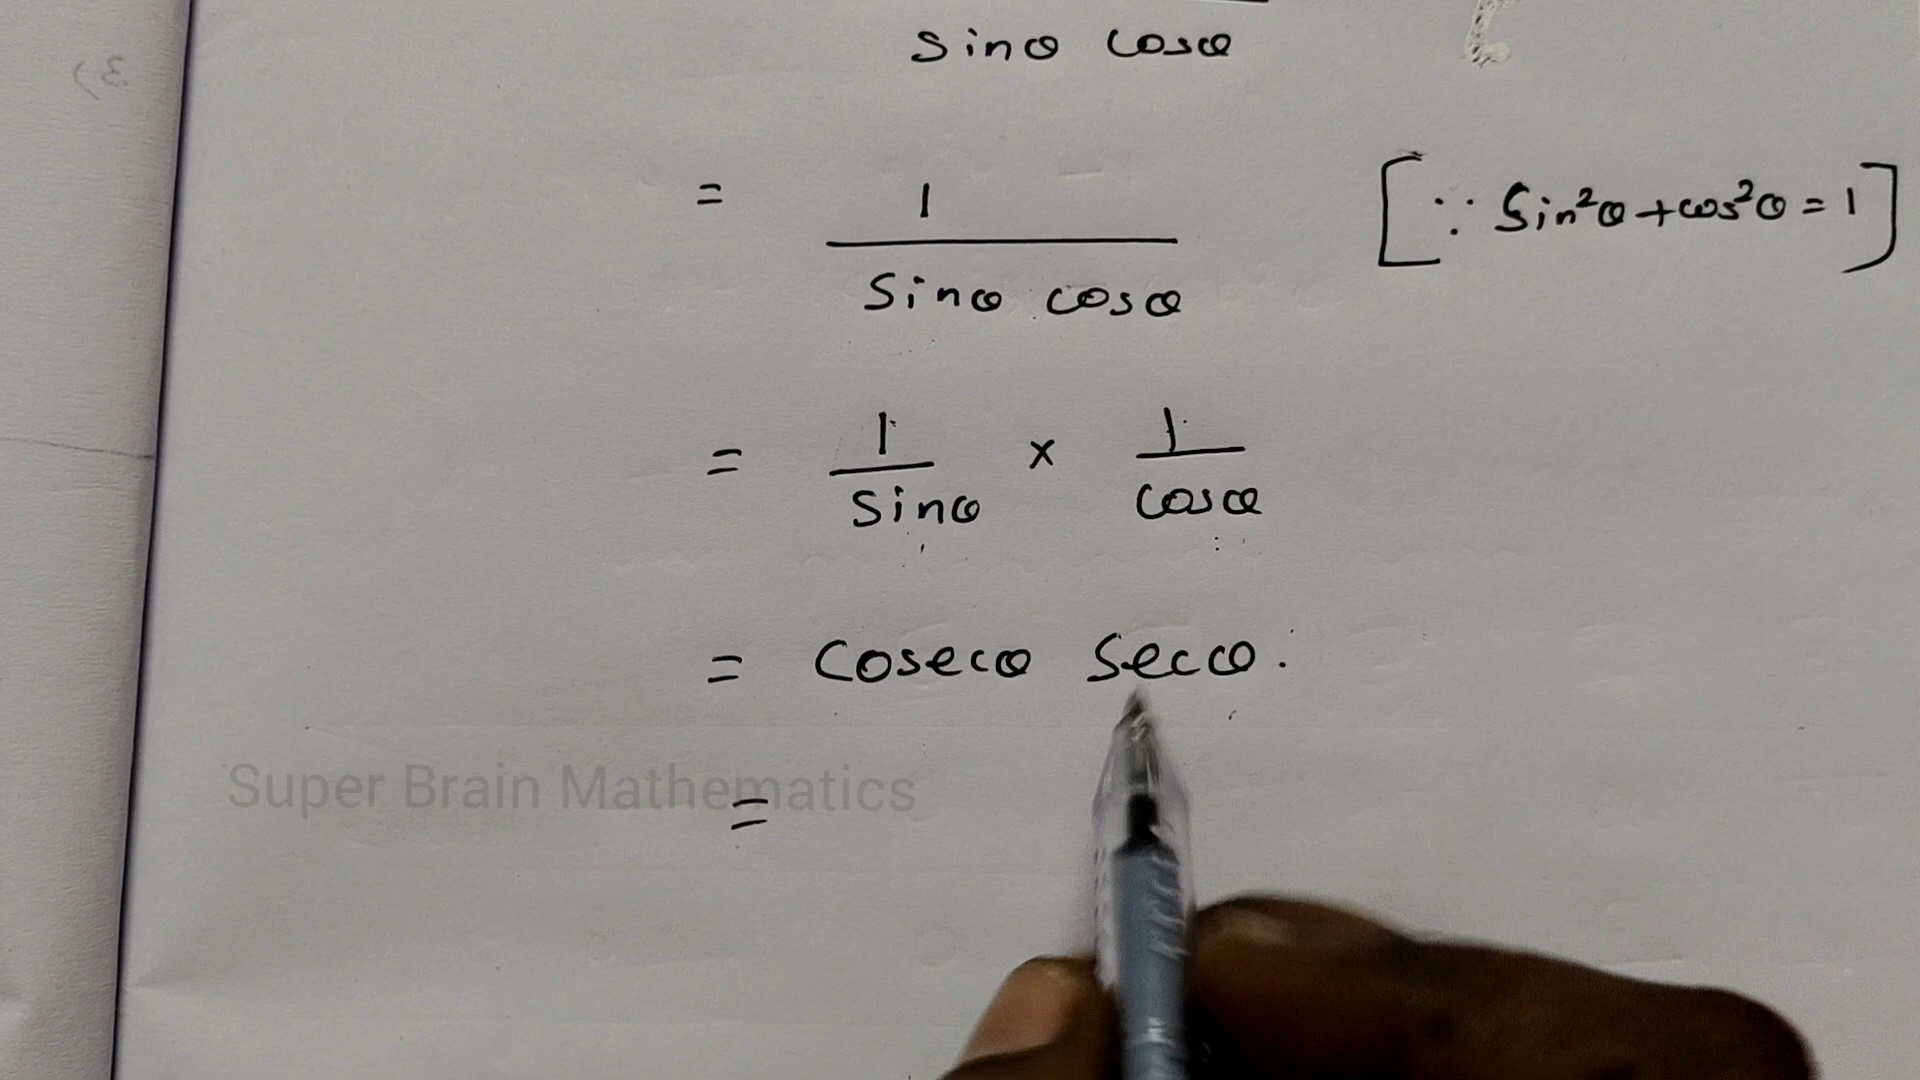 sinθ cosθ
= 1 / sinθ cosθ [∵ Sin²θ + cos²θ = 1]
= 1/sinθ × 1/cosθ
= Cosecθ Secθ.
Super Brain Mathematics
=